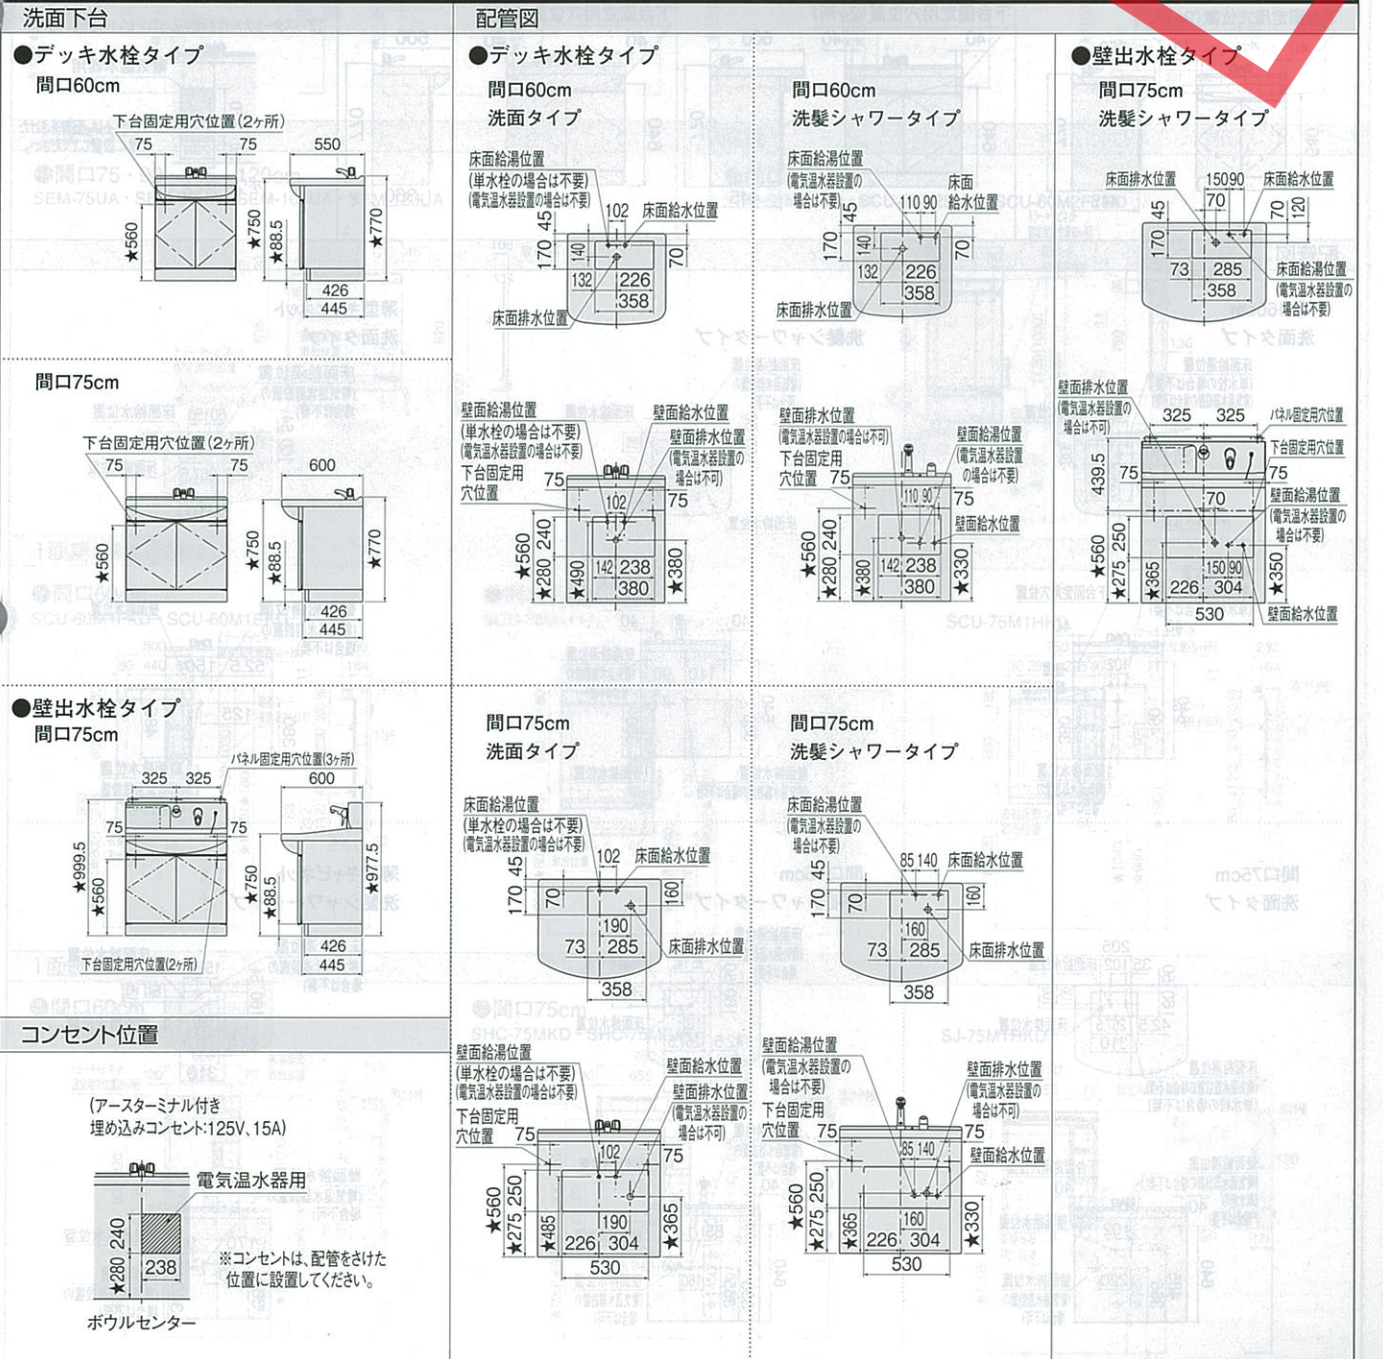 洗面下台
●デッキ水栓タイプ
間口60cm
下台固定用穴位置(2ヶ所)
75 75 550
★560 ★750 ★88.5 ★770
426
445
間口75cm
下台固定用穴位置(2ヶ所)
75 75 600
★560 ★750 ★88.5 ★770
426
445
●壁出水栓タイプ
間口75cm
パネル固定用穴位置(3ヶ所)
325 325 600
75 75
★999.5 ★560 ★750 ★88.5 ★977.5
426
445
下台固定用穴位置(2ヶ所)
コンセント位置
(アースターミナル付き
埋め込みコンセント:125V、15A)
電気温水器用
★280 240
238
※コンセントは、配管をさけた
位置に設置してください。
ボウルセンター
配管図
●デッキ水栓タイプ
間口60cm
洗面タイプ
床面給湯位置
(単水栓の場合は不要)
(電気温水器設置の場合は不要)
45 102 床面給水位置
170 140 70
132 226
358
床面排水位置
壁面給湯位置
(単水栓の場合は不要)
(電気温水器設置の場合は不要)
下台固定用
穴位置
壁面給水位置
壁面排水位置
(電気温水器設置の
場合は不可)
75 75
102
★560 240
★280 ★490 ★380
142 238
380
間口60cm
洗髪シャワータイプ
床面給湯位置
(電気温水器設置の
場合は不要)
床面
給水位置
45 110 90
170 140 70
132 226
358
床面排水位置
壁面排水位置
(電気温水器設置の場合は不可)
下台固定用
穴位置
壁面給湯位置
(電気温水器設置の
場合は不要)
75 75
110 90
壁面給水位置
★560 240
★280 ★380 ★330
142 238
380
●壁出水栓タイプ
間口75cm
洗髪シャワータイプ
床面排水位置 150 90 床面給湯位置
45 70 70 120
170
73 285
358
床面給湯位置
(電気温水器設置の
場合は不要)
壁面排水位置
(電気温水器設置の
場合は不可)
325 325 パネル固定用穴位置
下台固定用穴位置
439.5 75 75
70
壁面給湯位置
(電気温水器設置の
場合は不要)
★560 250
★275 ★365 ★350
150 90
226 304
530
壁面給水位置
間口75cm
洗面タイプ
床面給湯位置
(単水栓の場合は不要)
(電気温水器設置の場合は不要)
45 102 床面給水位置
170 70 160
190
73 285
床面排水位置
358
壁面給湯位置
(単水栓の場合は不要)
(電気温水器設置の場合は不要)
下台固定用
穴位置
壁面給水位置
壁面排水位置
(電気温水器設置の
場合は不可)
75 75
102
★560 250
★275 ★485 ★365
190
226 304
530
間口75cm
洗髪シャワータイプ
床面給湯位置
(電気温水器設置の
場合は不要)
45 85 140 床面給水位置
170 70 160
160
73 285
床面排水位置
358
壁面給湯位置
(電気温水器設置の
場合は不要)
下台固定用
穴位置
壁面排水位置
(電気温水器設置の
場合は不可)
75 75
85 140
壁面給水位置
★560 250
★275 ★365 ★330
160
226 304
530